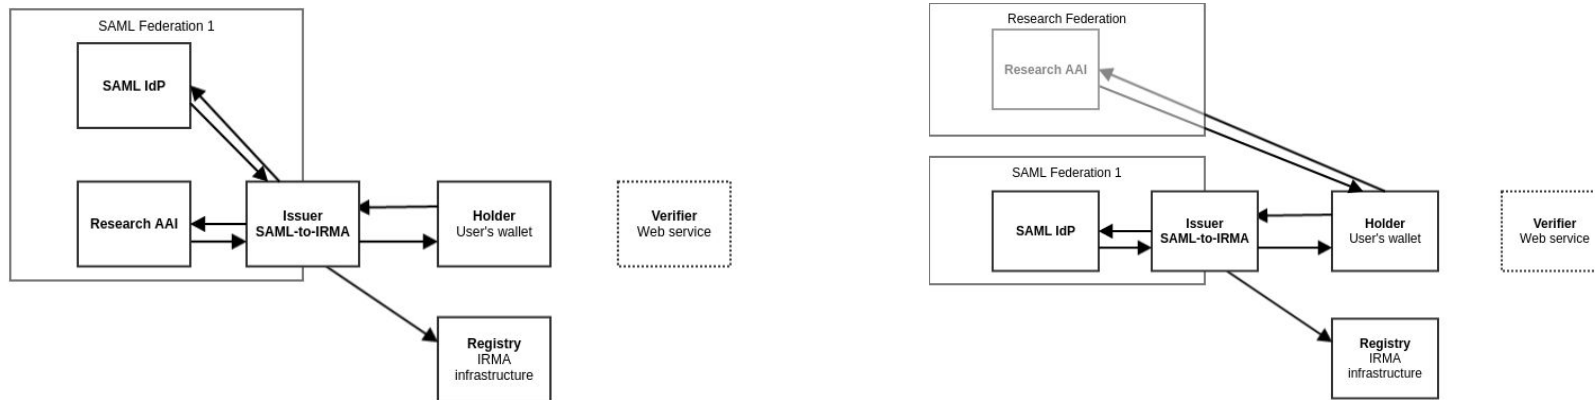 SAML Federation 1
SAML IdP
Research AAI
Issuer
SAML-to-IRMA
Holder
User's wallet
Verifier
Web service
Registry
IRMA
infrastructure
Research Federation
Research AAI
SAML Federation 1
SAML IdP
Issuer
SAML-to-IRMA
Holder
User's wallet
Verifier
Web service
Registry
IRMA
infrastructure